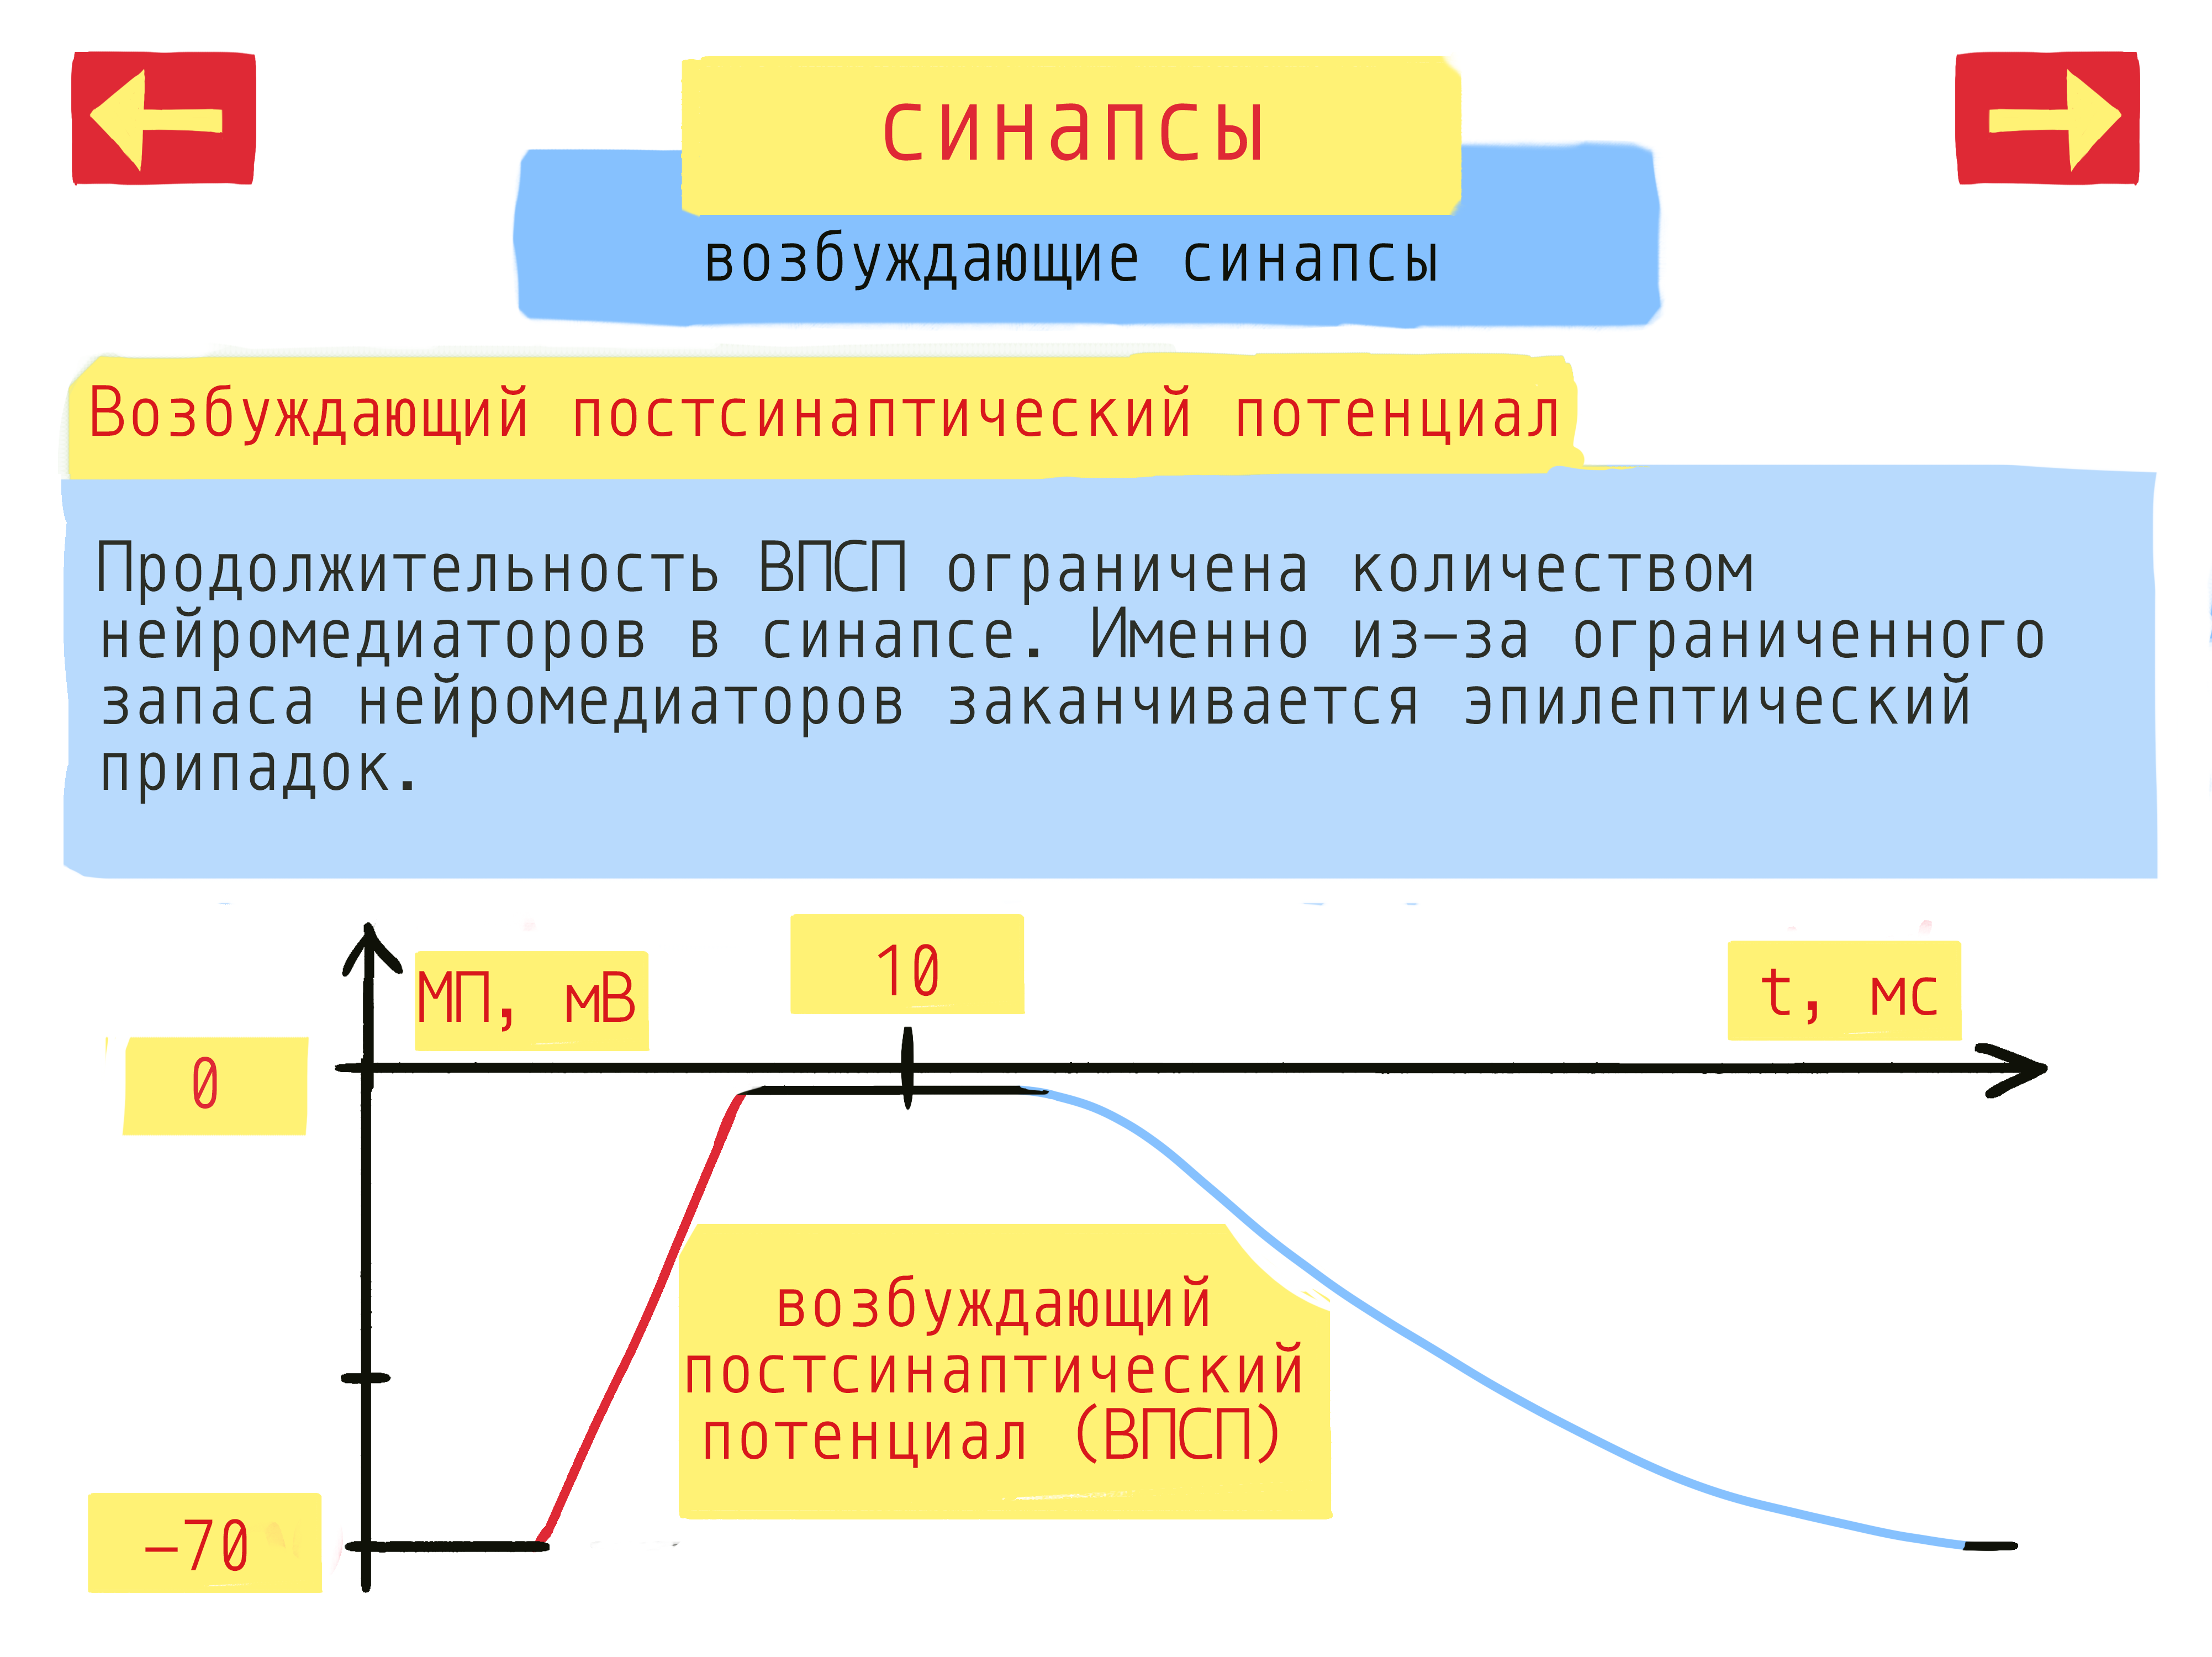 синапсы
возбуждающие синапсы
Возбуждающий постсинаптический потенциал
Продолжительность ВПСП ограничена количеством
нейромедиаторов в синапсе. Именно из-за ограниченного
запаса нейромедиаторов заканчивается эпилептический
припадок.
10
МП, мВ
t, мс
0
возбуждающий
постсинаптический
потенциал (ВПСП)
-70